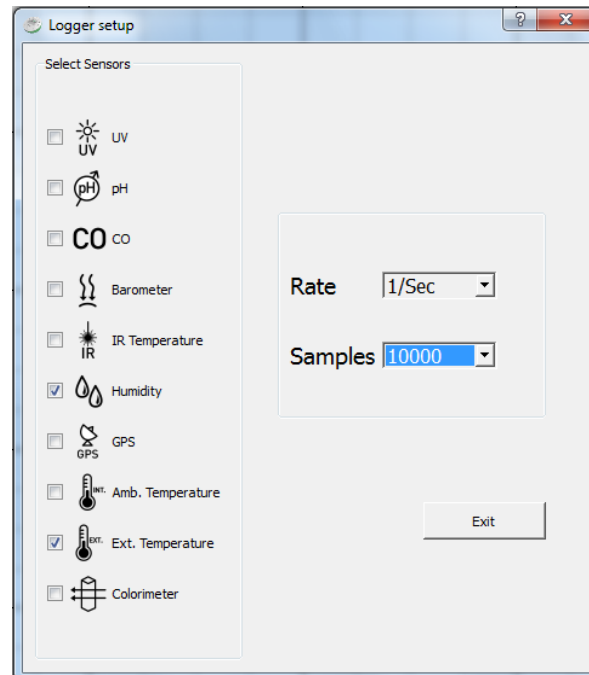 Logger setup
?
Select Sensors
UV UV
pH pH
CO CO
Barometer
IR IR Temperature
Humidity
GPS GPS
INT. Amb. Temperature
EXT. Ext. Temperature
Colorimeter
Rate 1/Sec
Samples 10000
Exit